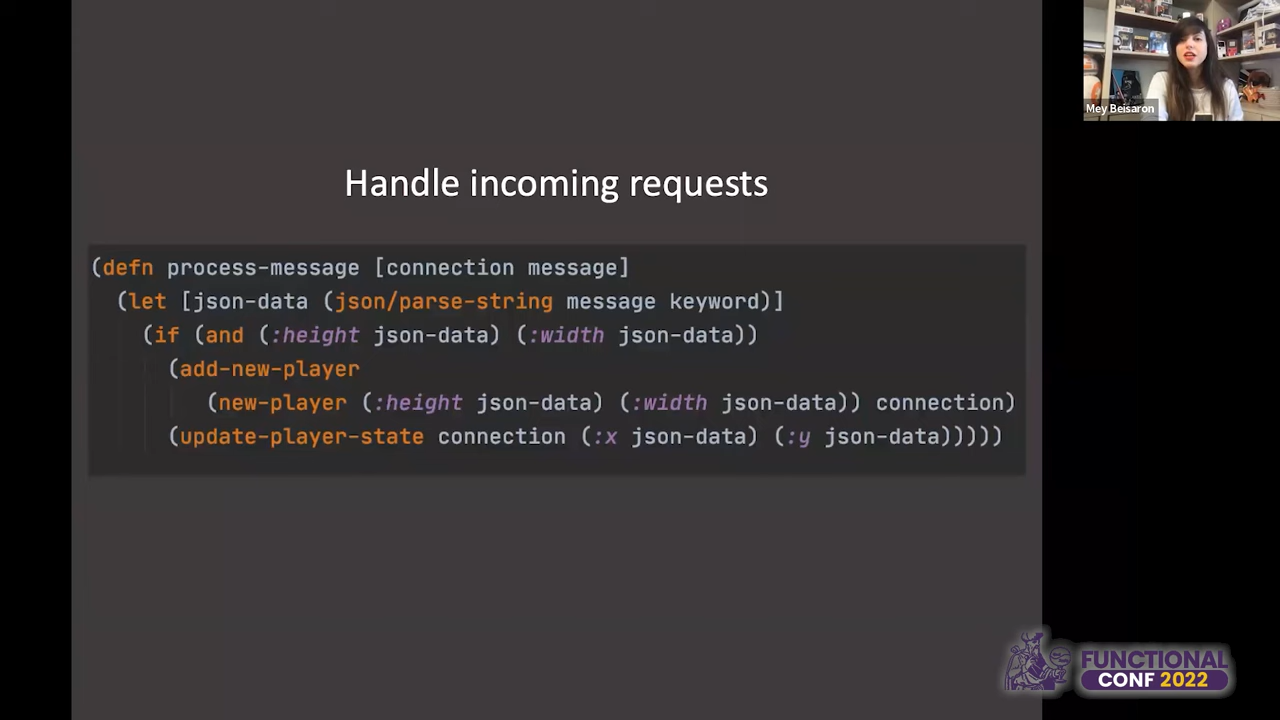 Mey Beisaron
Handle incoming requests
(defn process-message [connection message]
(let [json-data (json/parse-string message keyword)]
(if (and (:height json-data) (:width json-data))
(add-new-player
(new-player (:height json-data) (:width json-data)) connection)
(update-player-state connection (:x json-data) (:y json-data)))))
FUNCTIONAL
CONF 2022